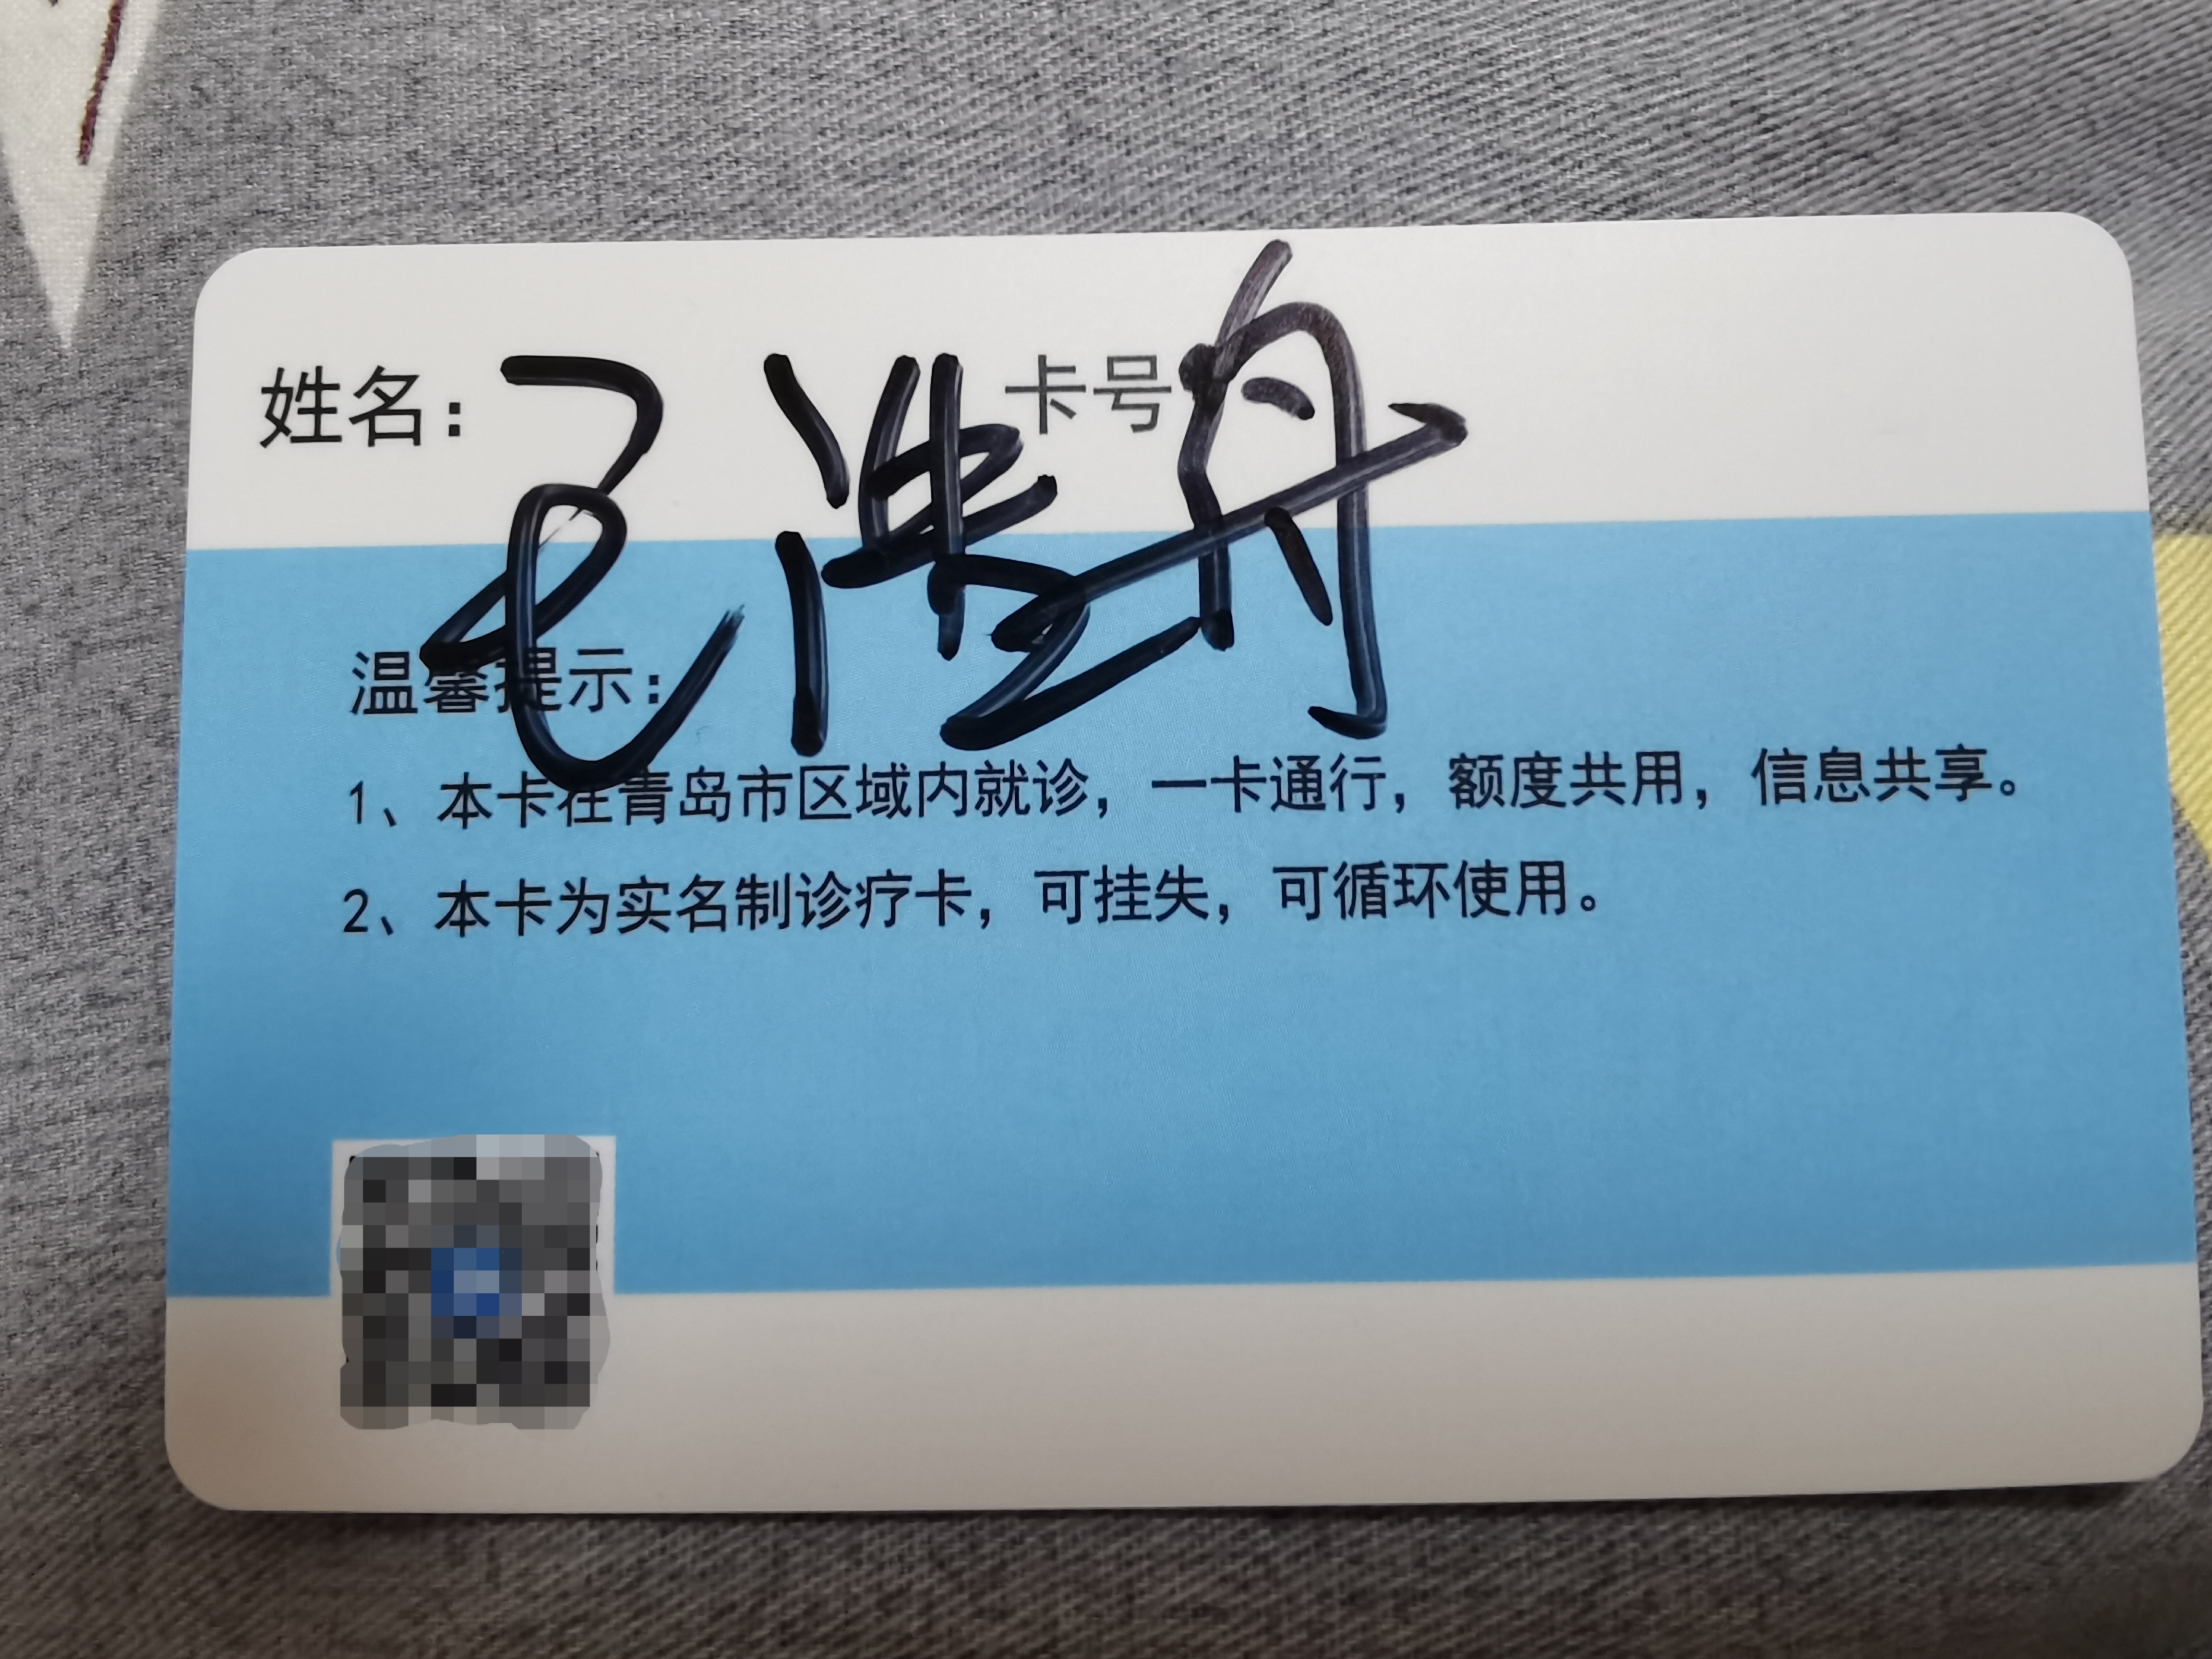 姓名：毛浩舟 卡号
温馨提示：
1、本卡在青岛市区域内就诊，一卡通行，额度共用，信息共享。
2、本卡为实名制诊疗卡，可挂失，可循环使用。